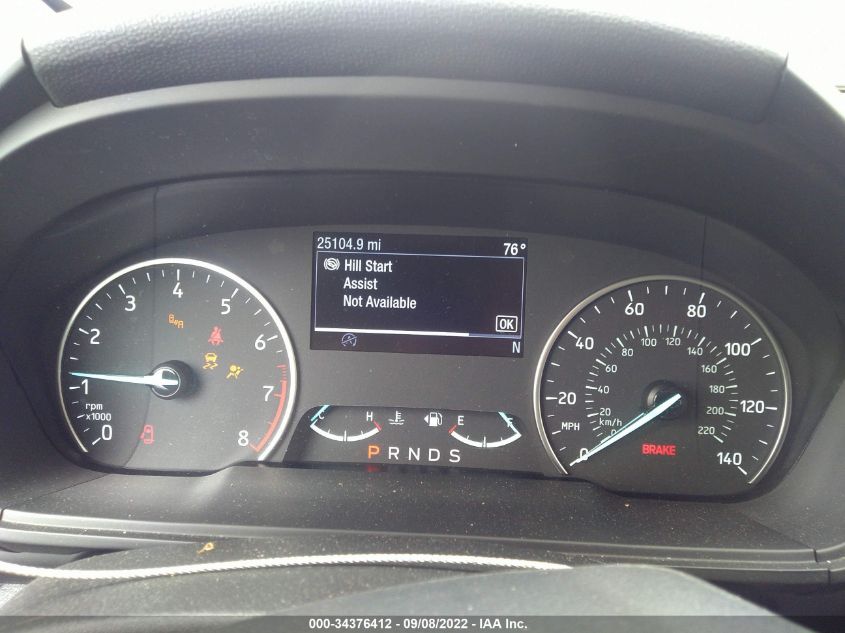 25104.9 mi 76°
Hill Start
Assist
Not Available
OK
N
0 1 2 3 4 5 6 7 8
rpm
x1000
C H E F
P R N D S
0 20 40 60 80 100 120 140
MPH
0 20 40 60 80 100 120 140 160 180 200 220
km/h
BRAKE
000-34376412 - 09/08/2022 - IAA Inc.